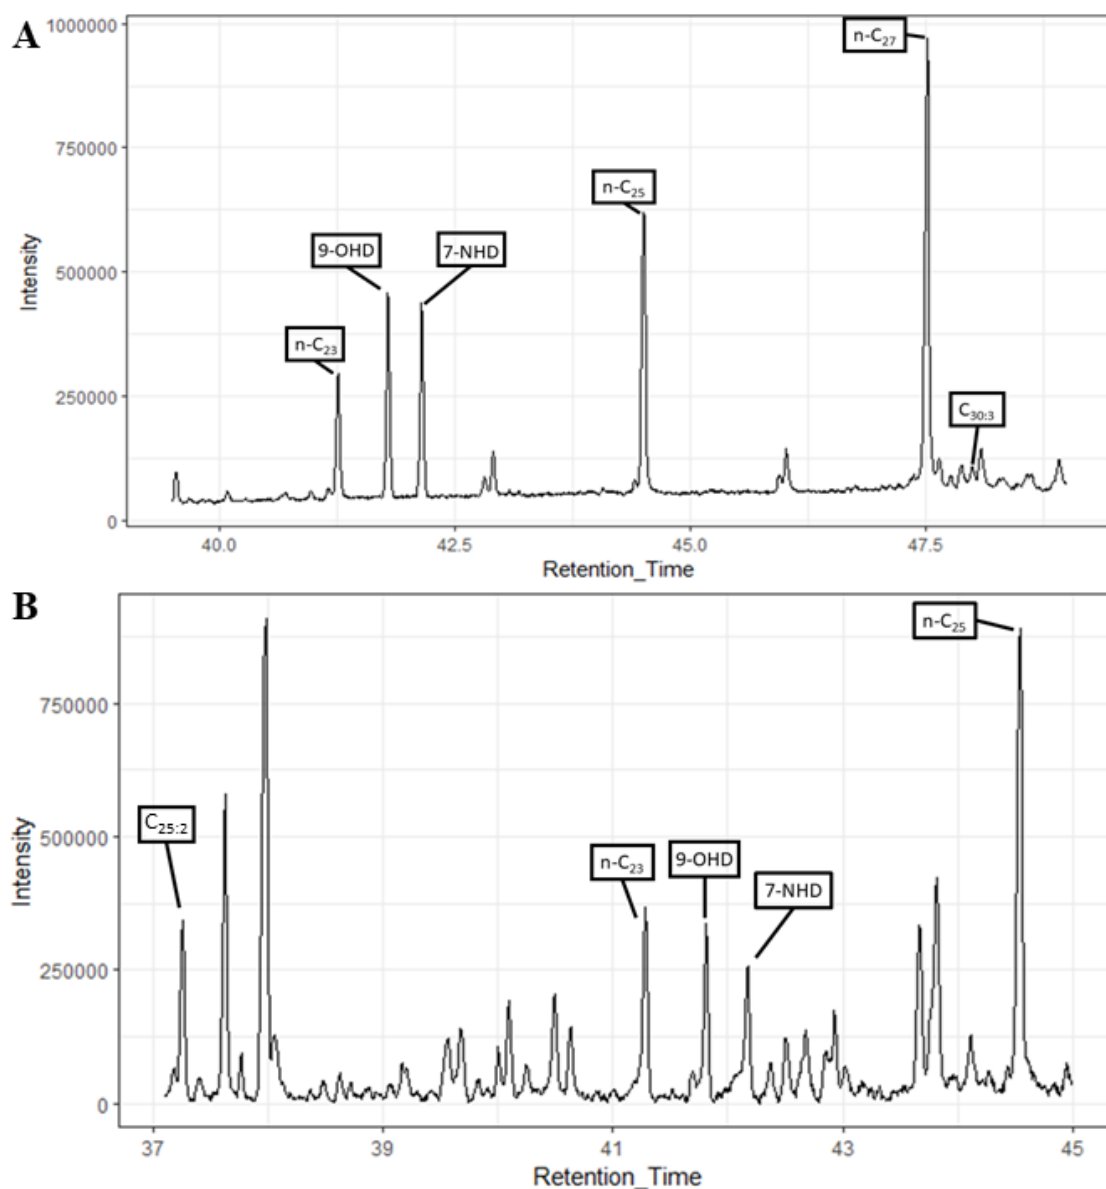 A
1000000
n-C27
750000
n-C25
9-OHD
7-NHD
500000
Intensity
n-C23
250000
C30:3
0
40.0 42.5 45.0 47.5
Retention_Time
B
n-C25
750000
C25:2
500000
n-C23
9-OHD
7-NHD
Intensity
250000
0
37 39 41 43 45
Retention_Time